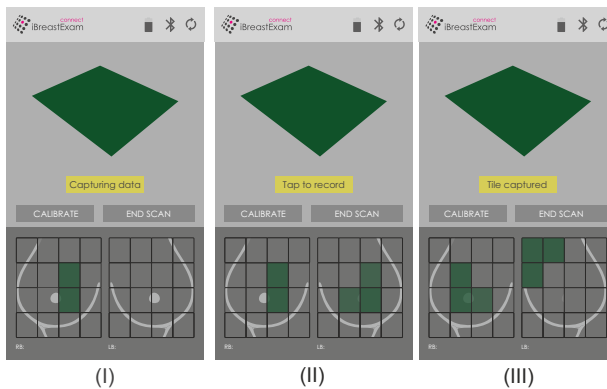 connect
iBreastExam
Capturing data
CALIBRATE END SCAN
RB: LB:
(I)
connect
iBreastExam
Tap to record
CALIBRATE END SCAN
RB: LB:
(II)
connect
iBreastExam
Tile captured
CALIBRATE END SCAN
RB: LB:
(III)